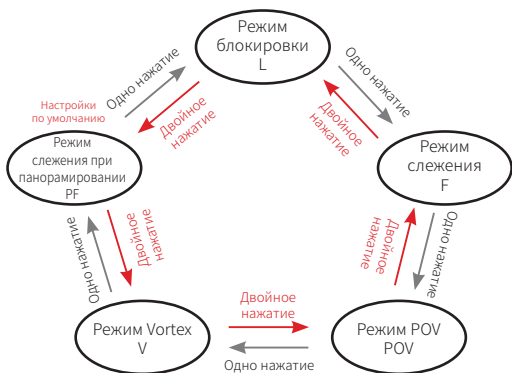 Режим
блокировки
L
Одно нажатие
Двойное
нажатие
Одно нажатие
Двойное
нажатие
Настройки
по умолчанию
Режим
слежения при
панорамировании
PF
Режим
слежения
F
Одно нажатие
Двойное
нажатие
Двойное
нажатие
Одно нажатие
Режим Vortex
V
Двойное
нажатие
Одно нажатие
Режим POV
POV